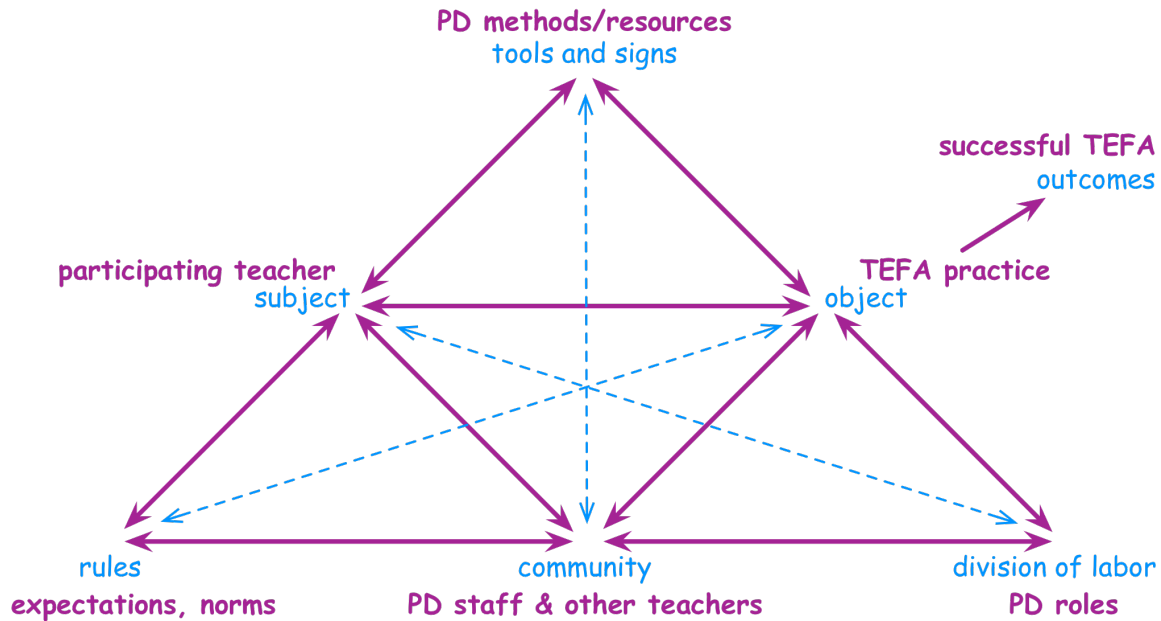 PD methods/resources
tools and signs
successful TEFA
outcomes
participating teacher
subject
TEFA practice
object
rules
expectations, norms
community
PD staff & other teachers
division of labor
PD roles